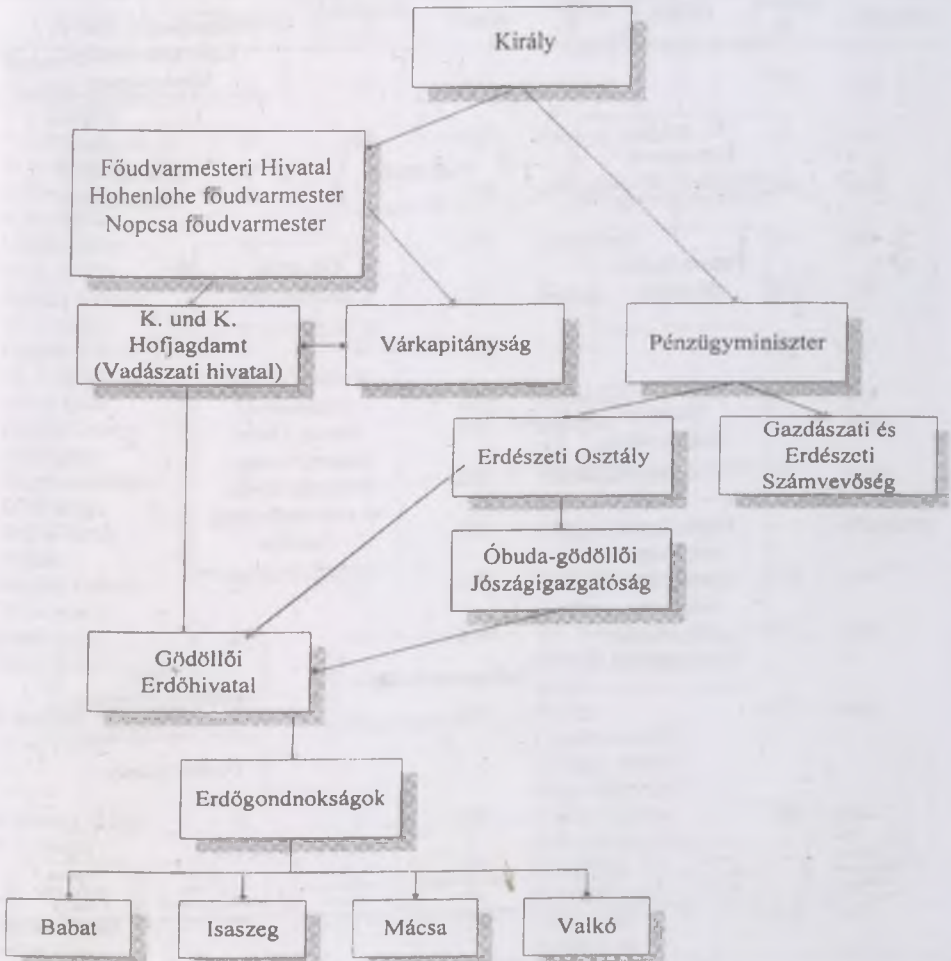 Király
Főudvarmesteri Hivatal
Hohenlohe főudvarmester
Nopcsa főudvarmester
K. und K.
Hofjagdamt
(Vadászati hivatal)
Várkapitányság
Pénzügyminiszter
Erdészeti Osztály
Gazdászati és
Erdészeti
Számvevőség
Óbuda-gödöllői
Jószágigazgatóság
Gödöllői
Erdőhivatal
Erdőgondnokságok
Babat
Isaszeg
Mácsa
Valkó